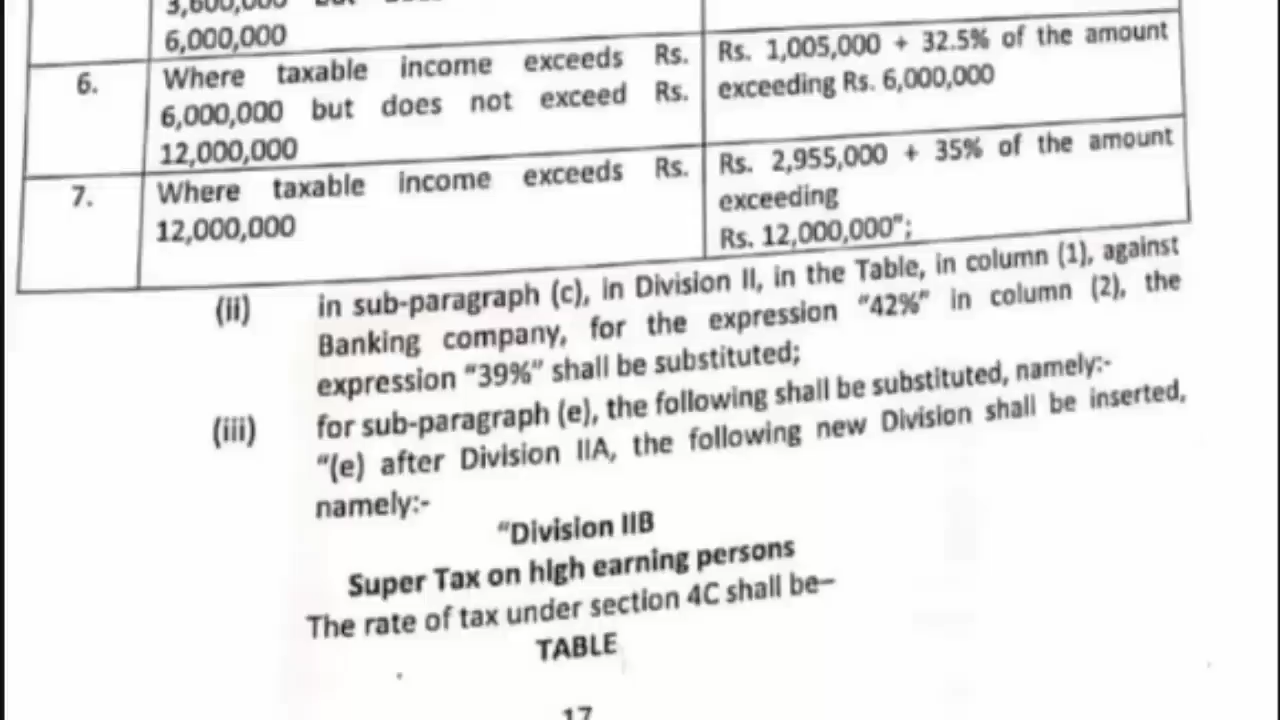 3,600,000 but does
6,000,000
6.
Where taxable income exceeds Rs.
6,000,000 but does not exceed Rs.
12,000,000
Rs. 1,005,000 + 32.5% of the amount
exceeding Rs. 6,000,000
7.
Where taxable income exceeds Rs.
12,000,000
Rs. 2,955,000 + 35% of the amount
exceeding
Rs. 12,000,000”;
(ii) in sub-paragraph (c), in Division II, in the Table, in column (1), against
Banking company, for the expression “42%” in column (2), the
expression “39%” shall be substituted;
(iii) for sub-paragraph (e), the following shall be substituted, namely:-
“(e) after Division IIA, the following new Division shall be inserted,
namely:-
“Division IIB
Super Tax on high earning persons
The rate of tax under section 4C shall be–
TABLE
17